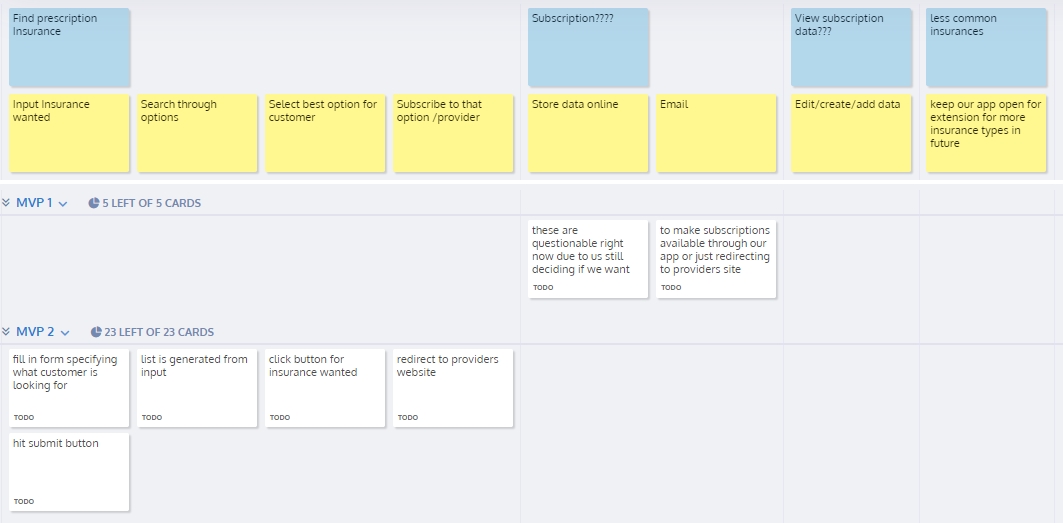 Find prescription
Insurance
Subscription????
View subscription
data???
less common
insurances
Input Insurance
wanted
Search through
options
Select best option for
customer
Subscribe to that
option /provider
Store data online
Email
Edit/create/add data
keep our app open for
extension for more
insurance types in
future
MVP 1
5 LEFT OF 5 CARDS
these are
questionable right
now due to us still
deciding if we want
TODO
to make subscriptions
available through our
app or just redirecting
to providers site
TODO
MVP 2
23 LEFT OF 23 CARDS
fill in form specifying
what customer is
looking for
TODO
list is generated from
input
TODO
click button for
insurance wanted
TODO
redirect to providers
website
TODO
hit submit button
TODO